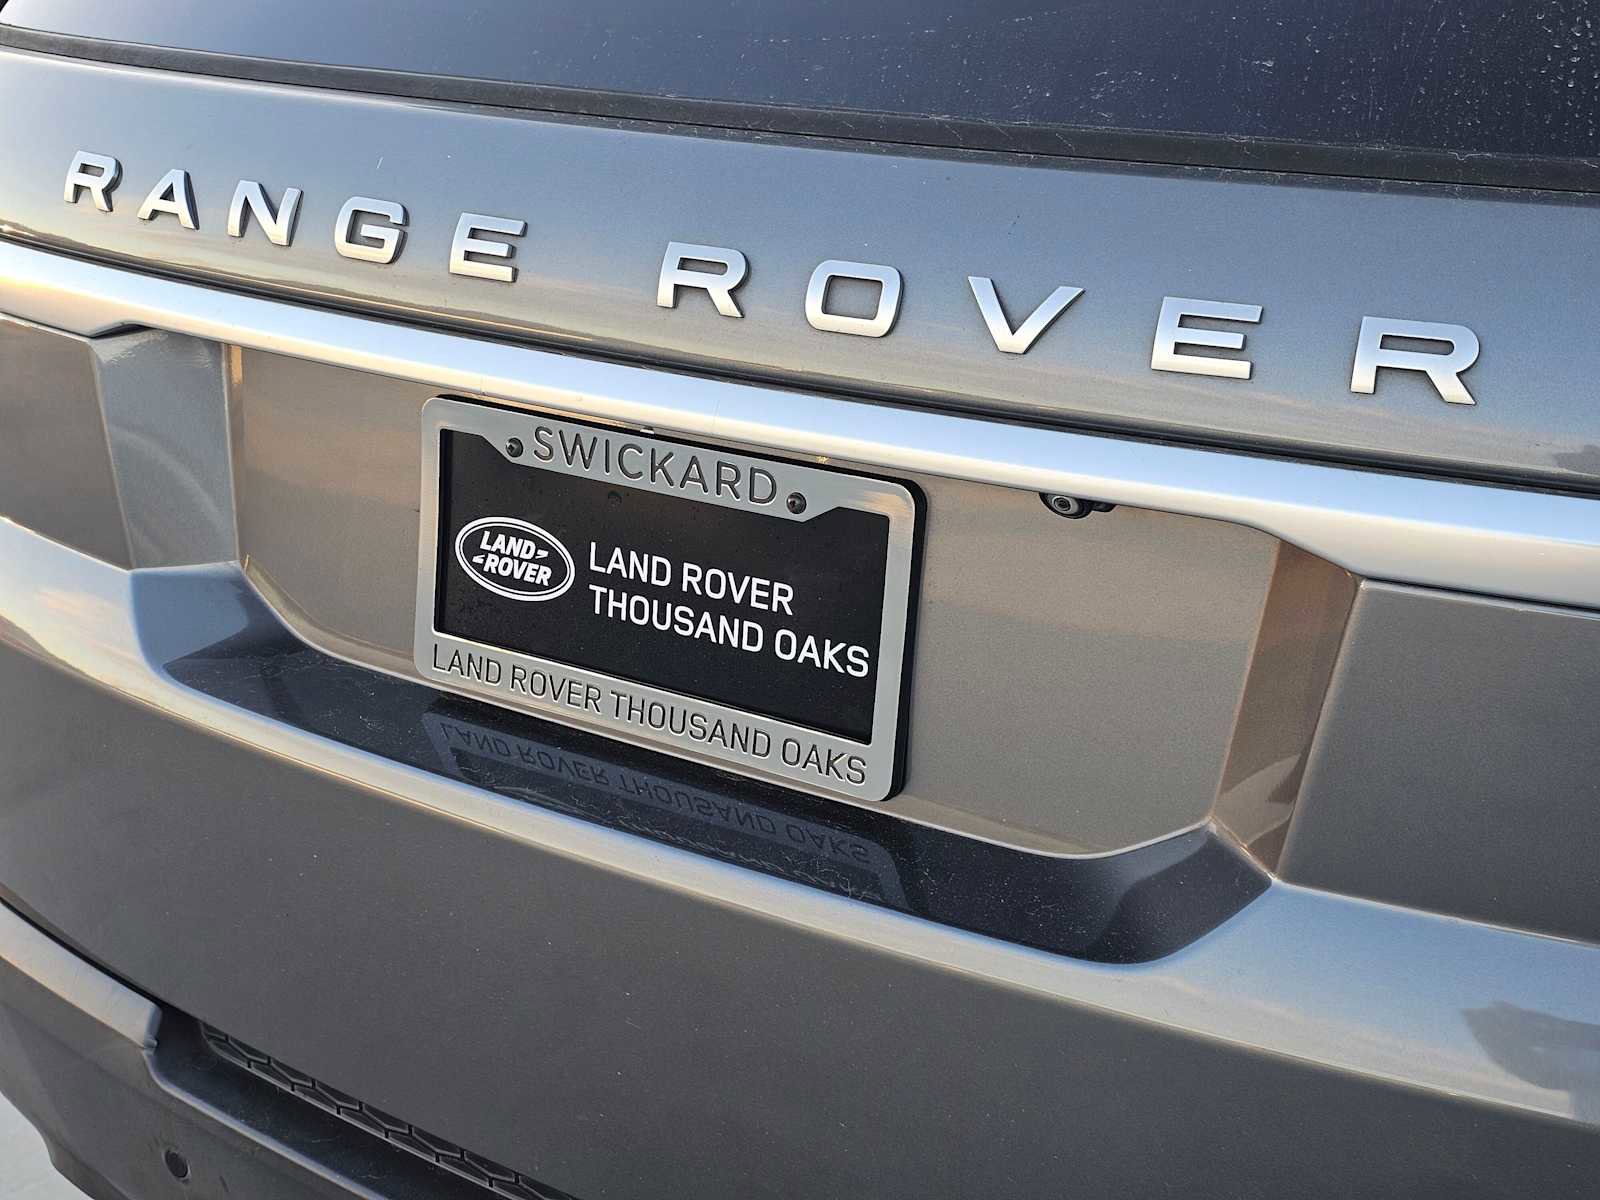 RANGE ROVER
SWICKARD
LAND
ROVER
LAND ROVER
THOUSAND OAKS
LAND ROVER THOUSAND OAKS